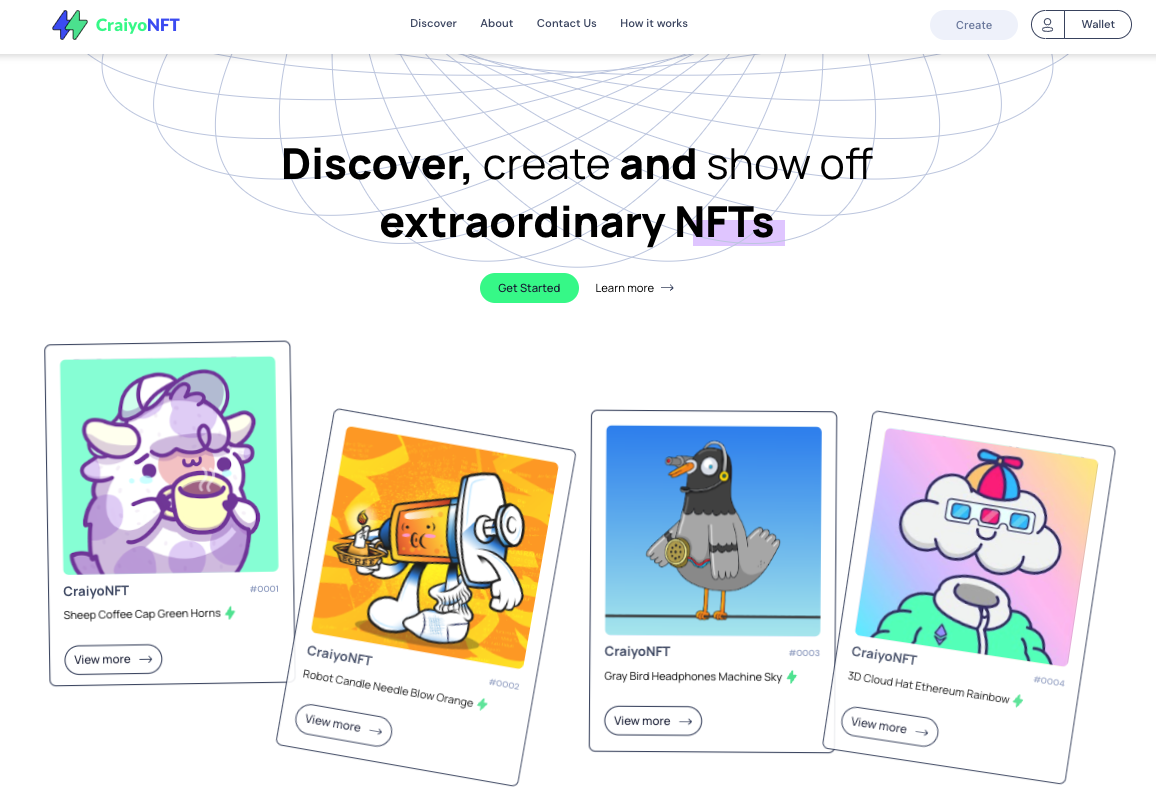 CraiyoNFT
Discover
About
Contact Us
How it works
Create
Wallet
Discover, create and show off
extraordinary NFTs
Get Started
Learn more
CraiyoNFT
#0001
Sheep Coffee Cap Green Horns
View more
CraiyoNFT
#0002
Robot Candle Needle Blow Orange
View more
CraiyoNFT
#0003
Gray Bird Headphones Machine Sky
View more
CraiyoNFT
#0004
3D Cloud Hat Ethereum Rainbow
View more